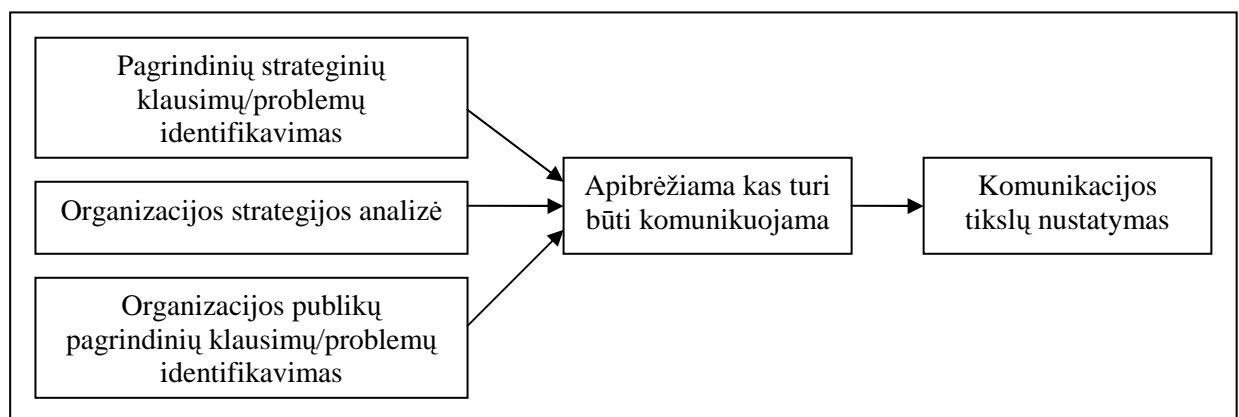 Pagrindinių strateginių
klausimų/problemų
identifikavimas
Organizacijos strategijos analizė
Organizacijos publikų
pagrindinių klausimų/problemų
identifikavimas
Apibrėžiama kas turi
būti komunikuojama
Komunikacijos
tikslų nustatymas